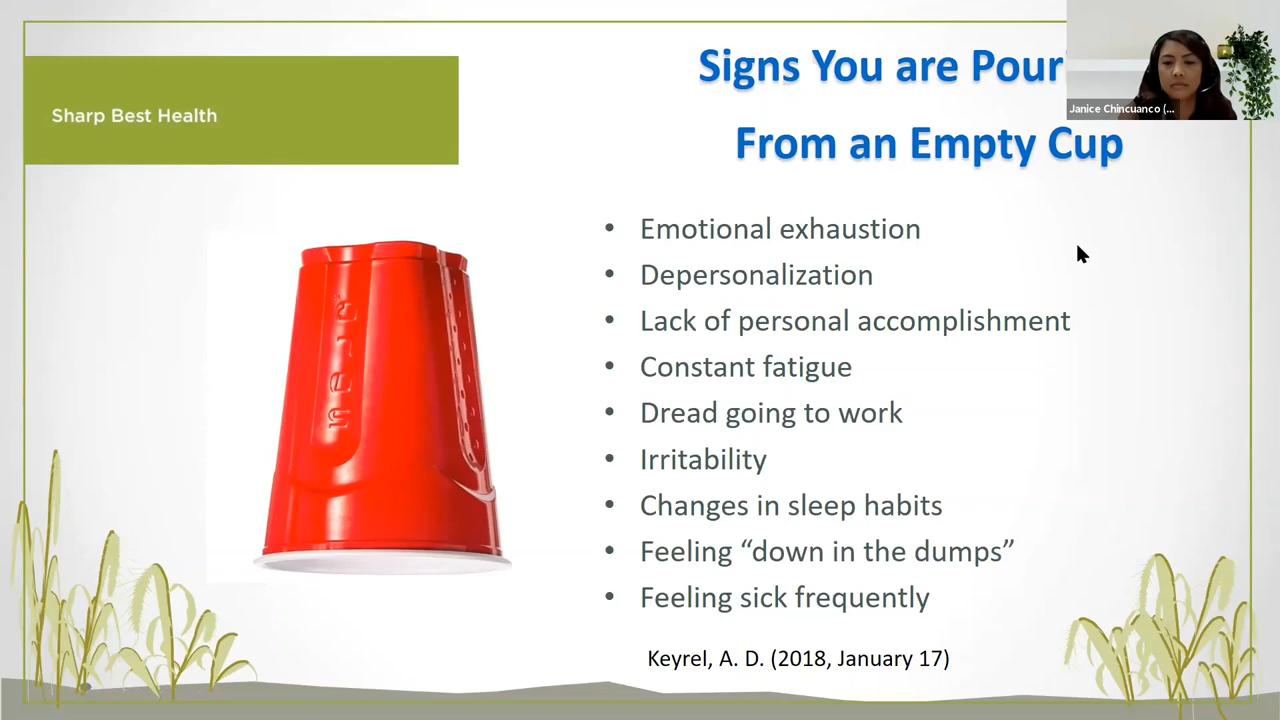 Sharp Best Health
Signs You are Pour
From an Empty Cup
Janice Chincuanco (...
• Emotional exhaustion
• Depersonalization
• Lack of personal accomplishment
• Constant fatigue
• Dread going to work
• Irritability
• Changes in sleep habits
• Feeling “down in the dumps”
• Feeling sick frequently
Keyrel, A. D. (2018, January 17)